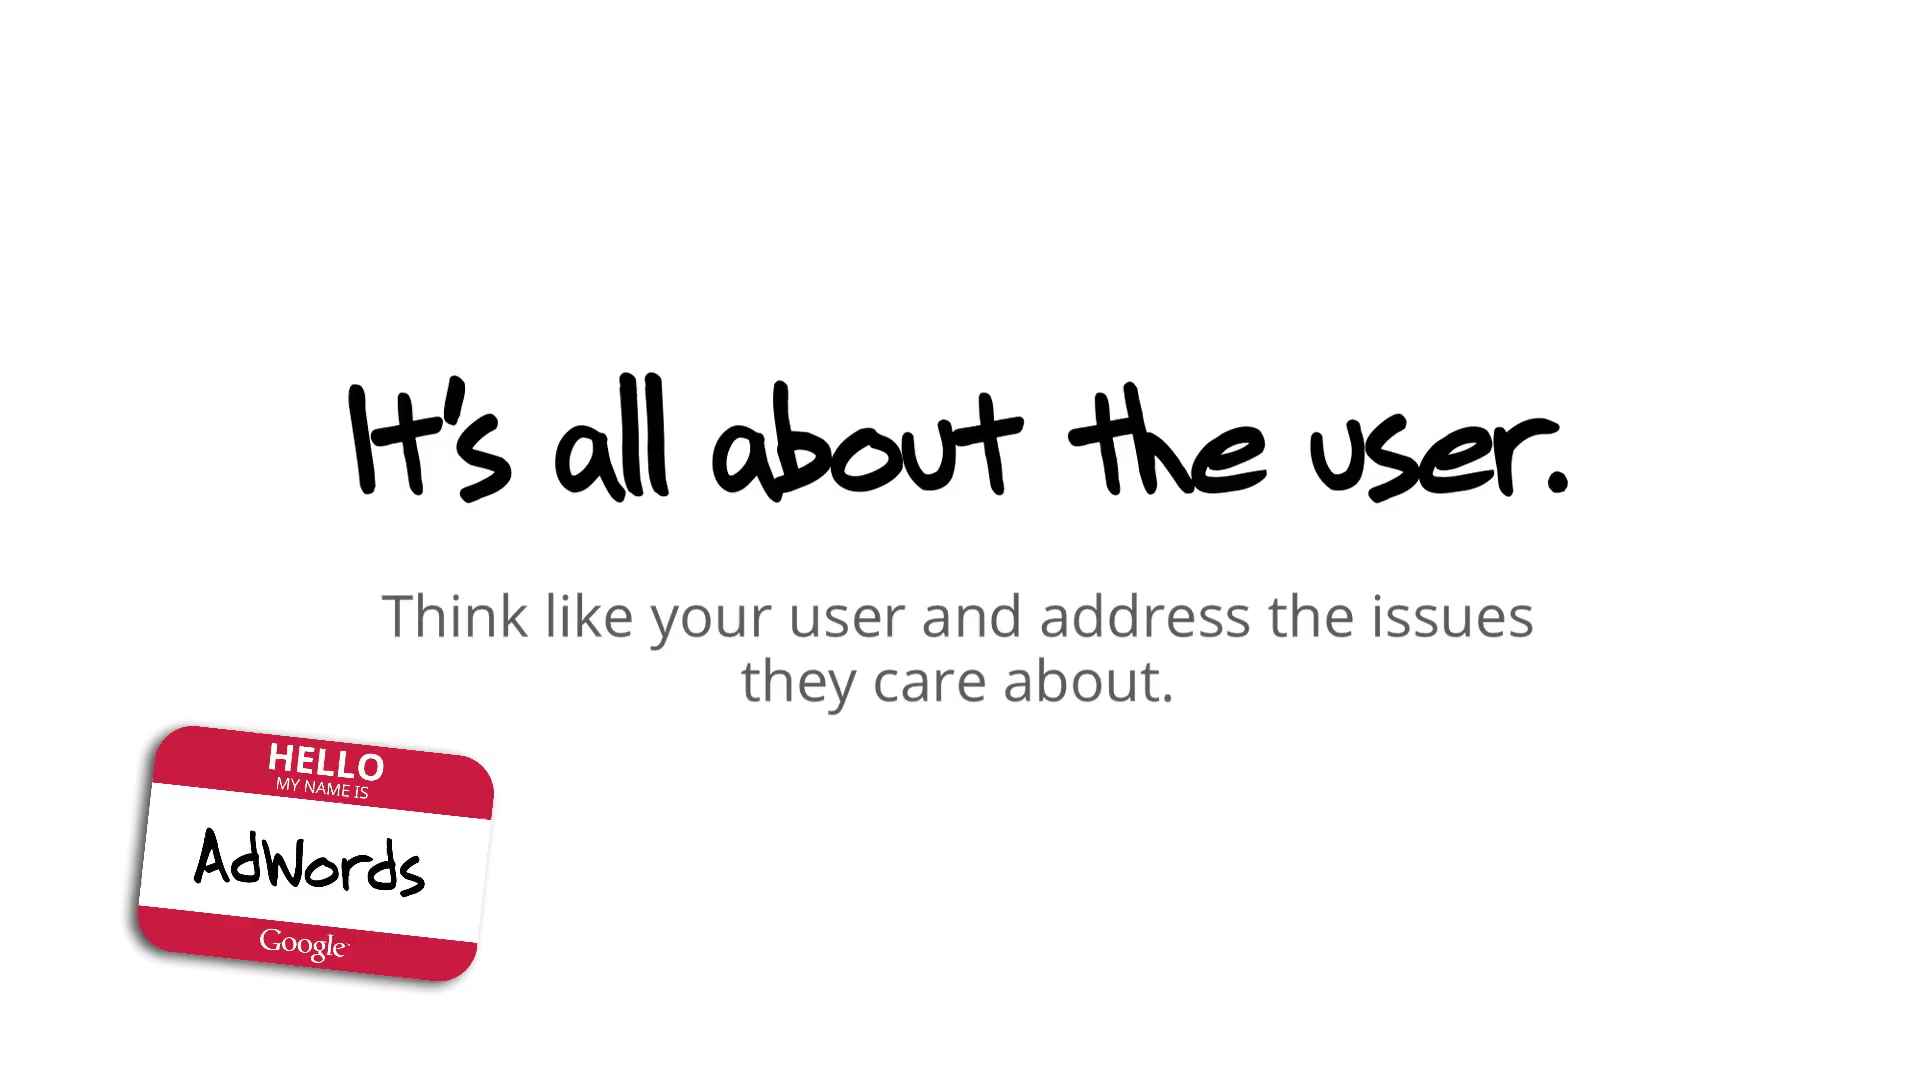 It's all about the user.
Think like your user and address the issues
they care about.
HELLO
MY NAME IS
AdWords
Google™